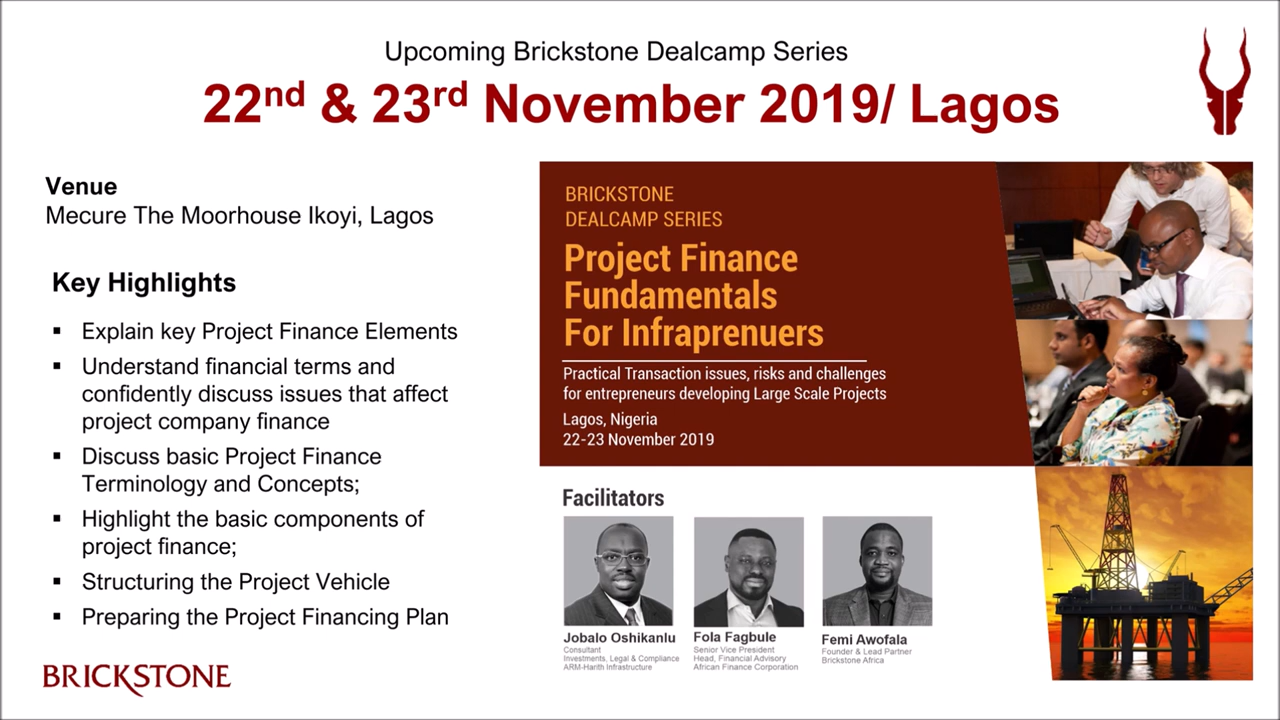 Upcoming Brickstone Dealcamp Series
22nd & 23rd November 2019/ Lagos
Venue
Mecure The Moorhouse Ikoyi, Lagos
Key Highlights
▪ Explain key Project Finance Elements
▪ Understand financial terms and
confidently discuss issues that affect
project company finance
▪ Discuss basic Project Finance
Terminology and Concepts;
▪ Highlight the basic components of
project finance;
▪ Structuring the Project Vehicle
▪ Preparing the Project Financing Plan
BRICKSTONE
BRICKSTONE
DEALCAMP SERIES
Project Finance
Fundamentals
For Infraprenuers
Practical Transaction issues, risks and challenges
for entrepreneurs developing Large Scale Projects
Lagos, Nigeria
22-23 November 2019
Facilitators
Jobalo Oshikanlu
Consultant
Investments, Legal & Compliance
ARM-Harith Infrastructure
Fola Fagbule
Senior Vice President
Head, Financial Advisory
African Finance Corporation
Femi Awofala
Founder & Lead Partner
Brickstone Africa